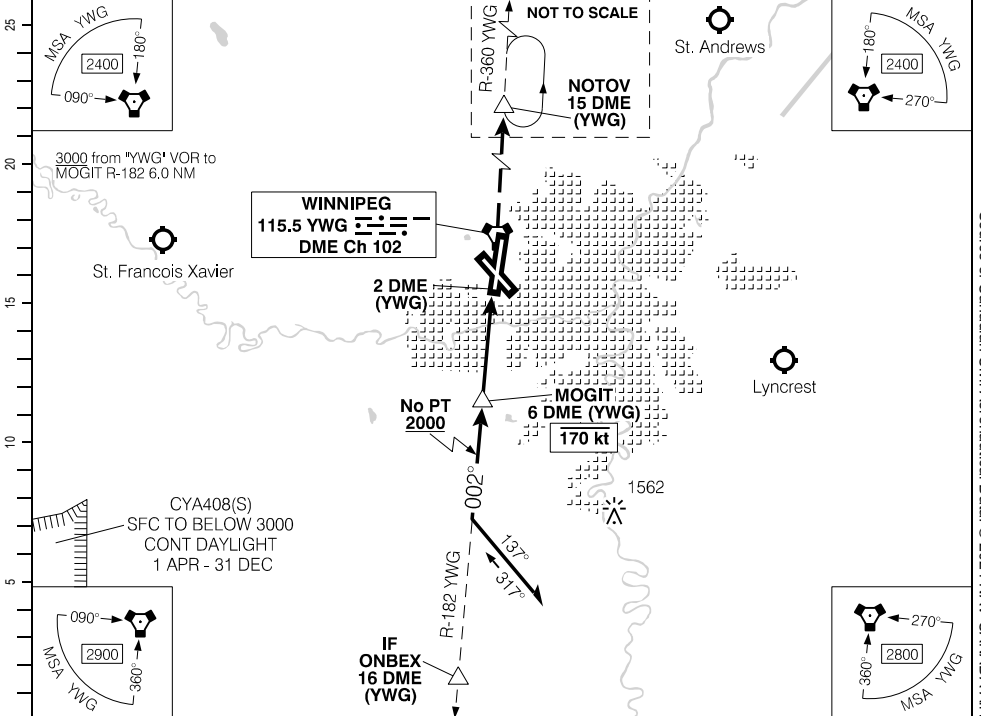 25
MSA YWG
180°
2400
090°
NOT TO SCALE
R-360 YWG
NOTOV
15 DME
(YWG)
St. Andrews
MSA YWG
180°
2400
270°
20
3000 from "YWG" VOR to
MOGIT R-182 6.0 NM
WINNIPEG
115.5 YWG
DME Ch 102
St. Francois Xavier
2 DME
(YWG)
15
Lyncrest
MOGIT
6 DME (YWG)
170 kt
No PT
2000
10
002°
1562
CYA408(S)
SFC TO BELOW 3000
CONT DAYLIGHT
1 APR - 31 DEC
137°
317°
5
R-182 YWG
090°
2900
360°
MSA YWG
IF
ONBEX
16 DME
(YWG)
270°
2800
360°
MSA YWG